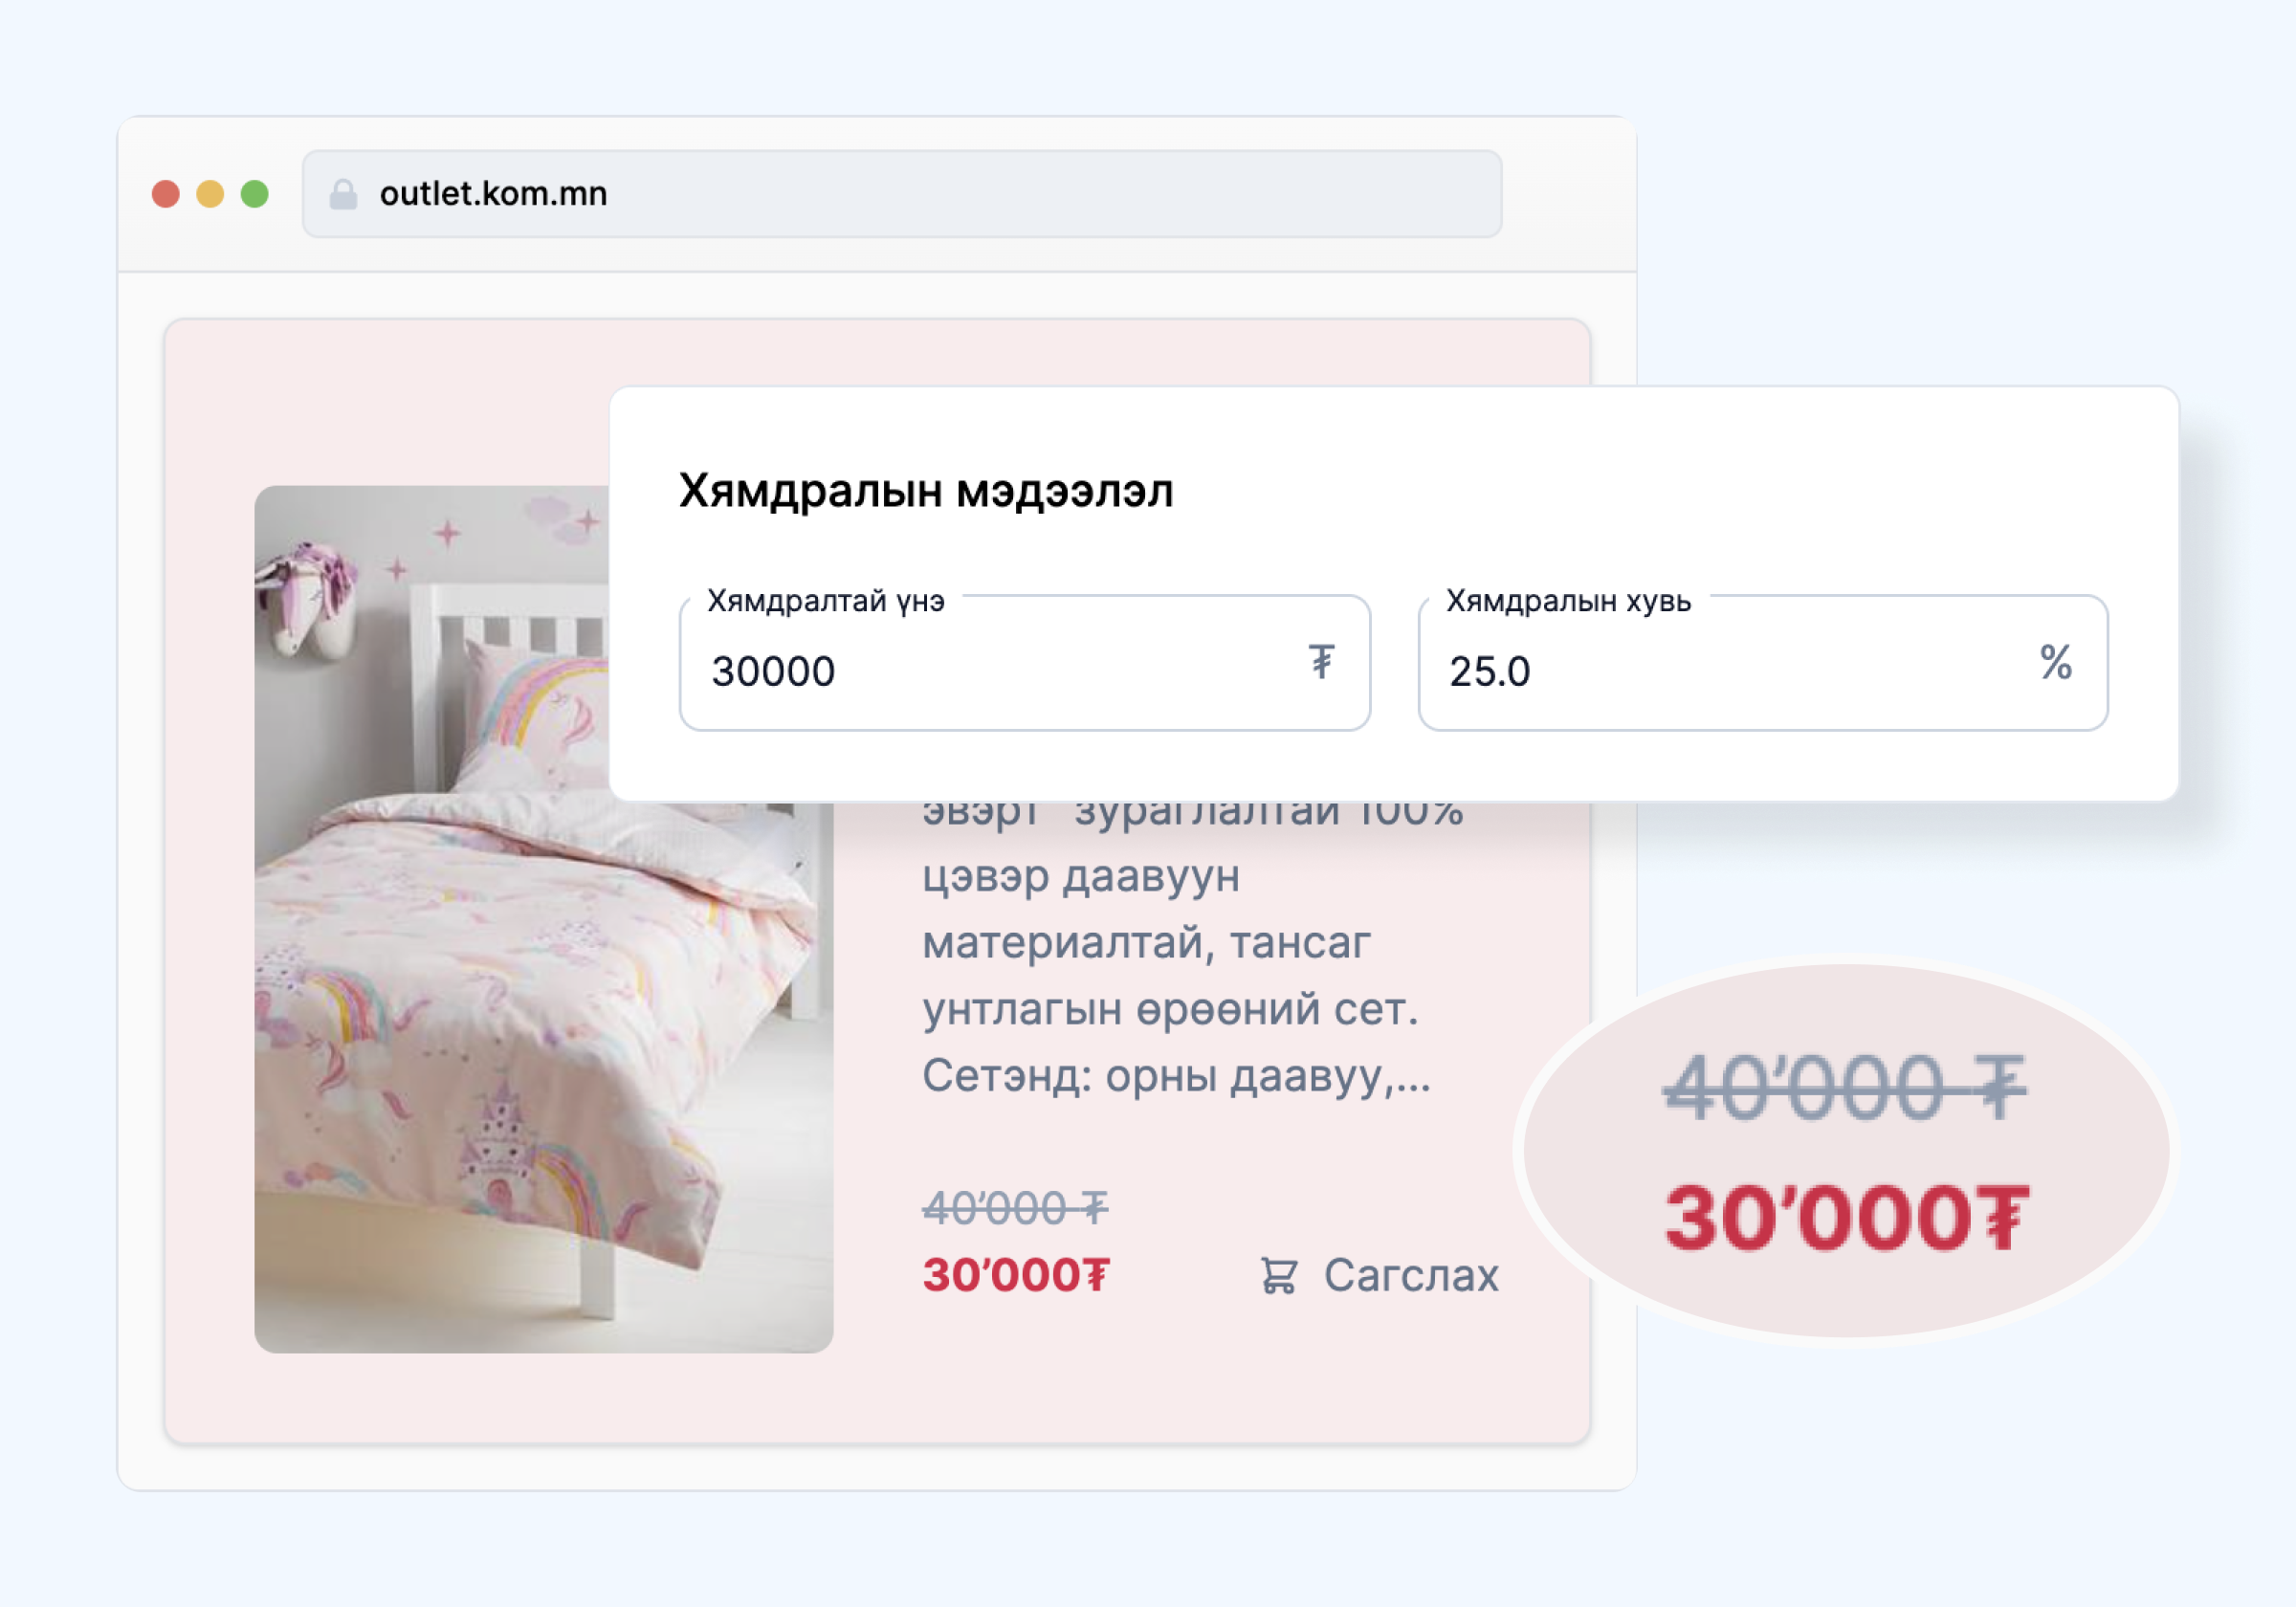 outlet.kom.mn
Хямдралын мэдээлэл
Хямдралтай үнэ
30000 ₮
Хямдралын хувь
25.0 %
эвэрт зураглалтай 100%
цэвэр даавуун
материалтай, тансаг
унтлагын өрөөний сет.
Сетэнд: орны даавуу,...
40’000 ₮
30’000₮
Сагслах
40’000 ₮
30’000₮